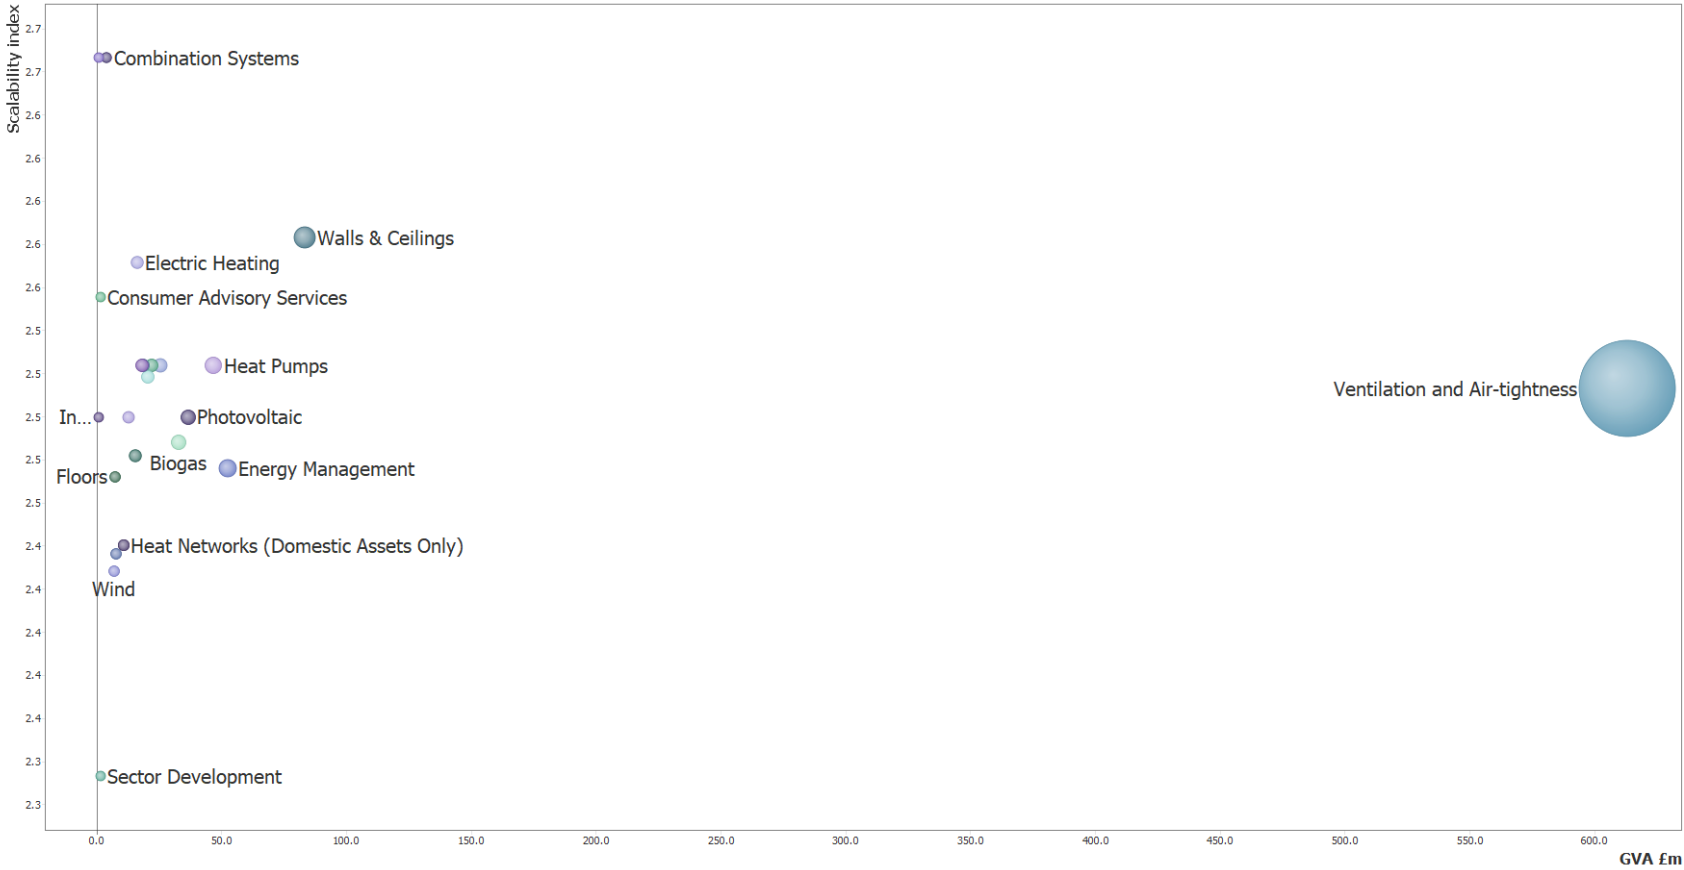 Scalability index
2.7
2.7
2.6
2.6
2.6
2.6
2.6
2.5
2.5
2.5
2.5
2.5
2.4
2.4
2.4
2.4
2.4
2.3
2.3
Combination Systems
Walls & Ceilings
Electric Heating
Consumer Advisory Services
Heat Pumps
Ventilation and Air-tightness
In...
Photovoltaic
Biogas
Energy Management
Floors
Heat Networks (Domestic Assets Only)
Wind
Sector Development
0.0 50.0 100.0 150.0 200.0 250.0 300.0 350.0 400.0 450.0 500.0 550.0 600.0
GVA £m